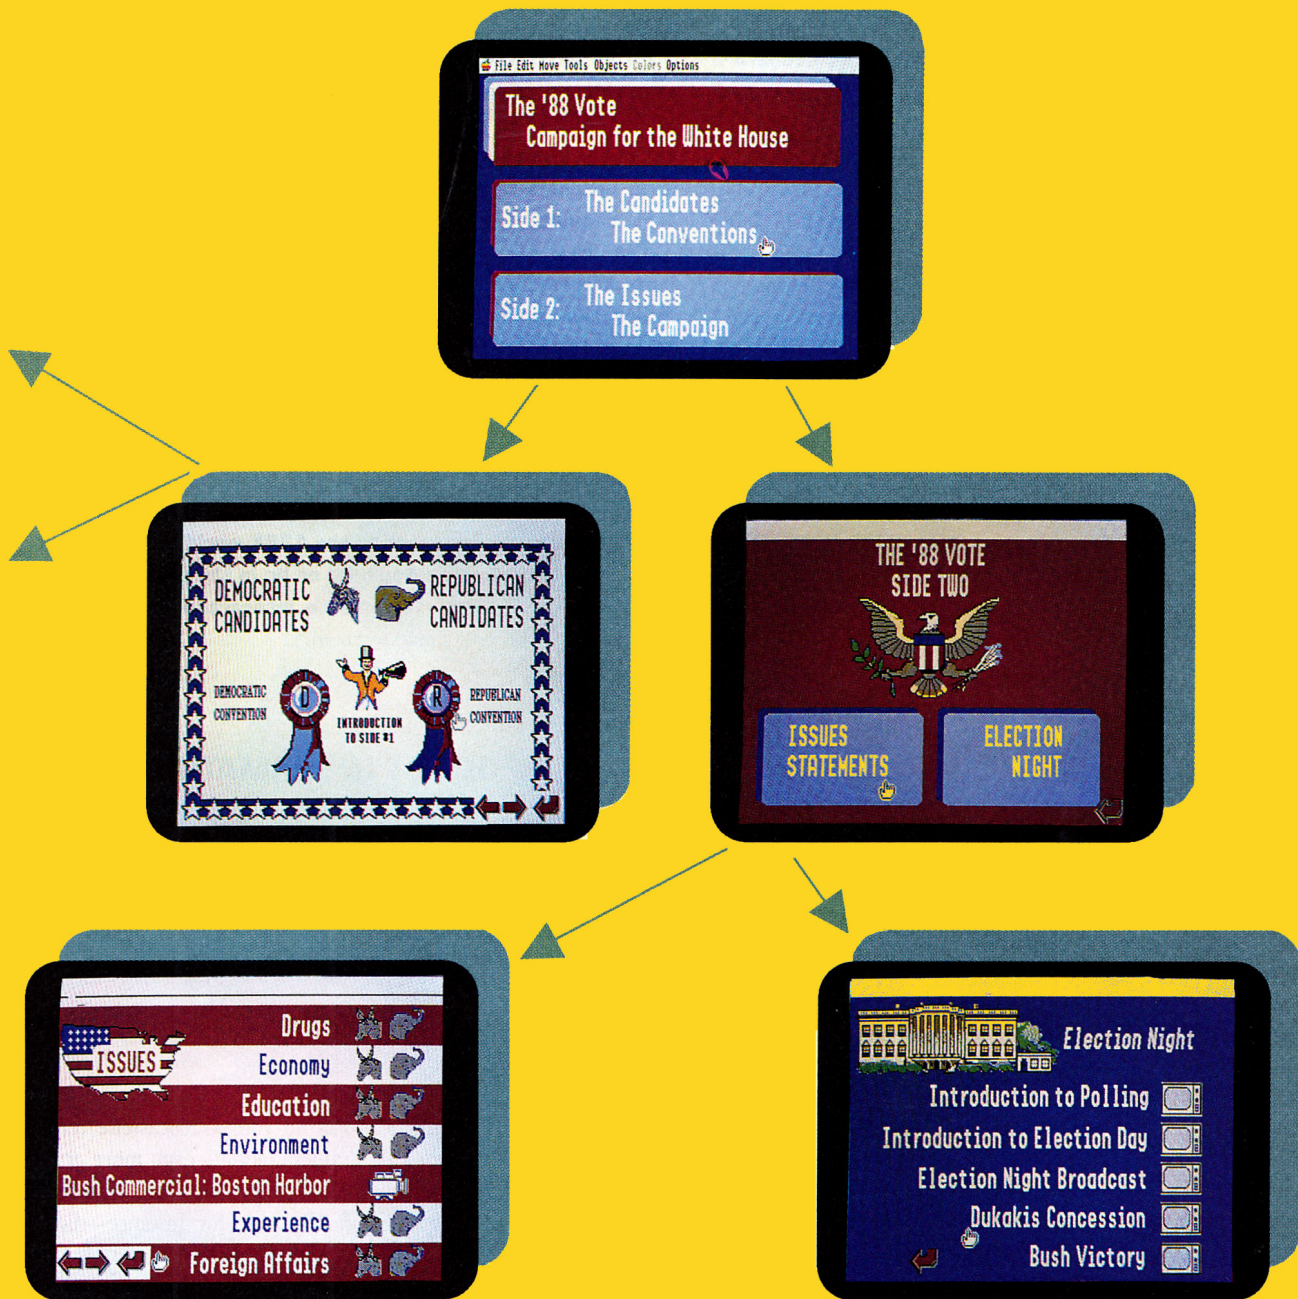 File Edit Move Tools Objects Colors Options
The '88 Vote
Campaign for the White House
Side 1:
The Candidates
The Conventions
Side 2:
The Issues
The Campaign
DEMOCRATIC
CANDIDATES
REPUBLICAN
CANDIDATES
DEMOCRATIC
CONVENTION
D
INTRODUCTION
TO SIDE #1
R
REPUBLICAN
CONVENTION
THE '88 VOTE
SIDE TWO
ISSUES
STATEMENTS
ELECTION
NIGHT
ISSUES
Drugs
Economy
Education
Environment
Bush Commercial: Boston Harbor
Experience
Foreign Affairs
Election Night
Introduction to Polling
Introduction to Election Day
Election Night Broadcast
Dukakis Concession
Bush Victory